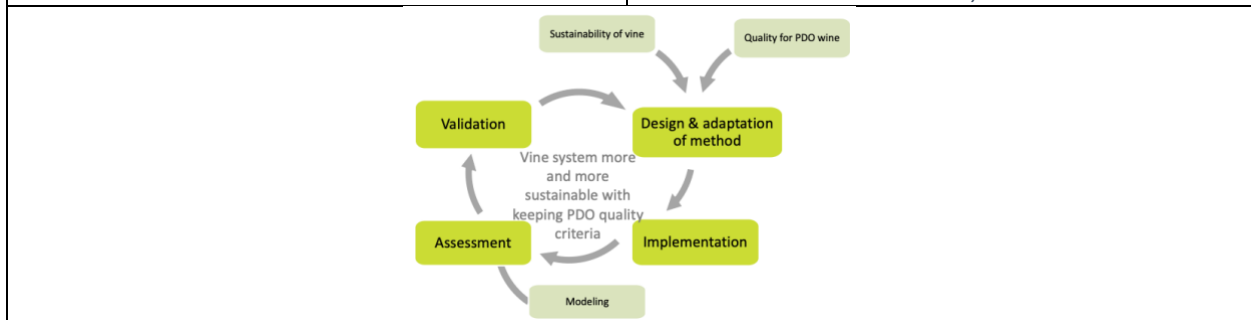 Sustainability of vine
Quality for PDO wine
Validation
Design & adaptation
of method
Vine system more
and more
sustainable with
keeping PDO quality
criteria
Assessment
Implementation
Modeling